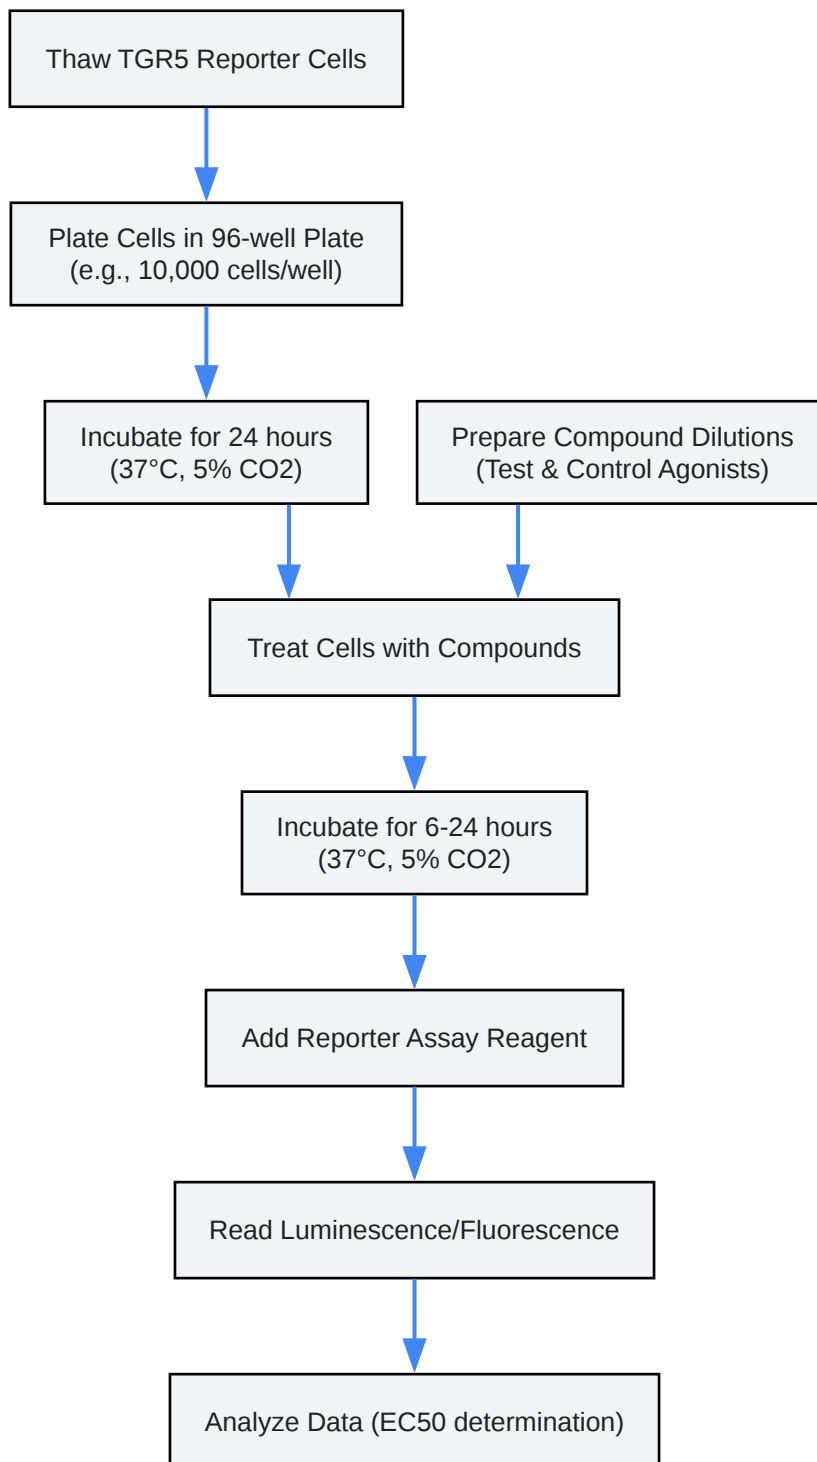 Thaw TGR5 Reporter Cells
Plate Cells in 96-well Plate
(e.g., 10,000 cells/well)
Incubate for 24 hours
(37°C, 5% CO2)
Prepare Compound Dilutions
(Test & Control Agonists)
Treat Cells with Compounds
Incubate for 6-24 hours
(37°C, 5% CO2)
Add Reporter Assay Reagent
Read Luminescence/Fluorescence
Analyze Data (EC50 determination)